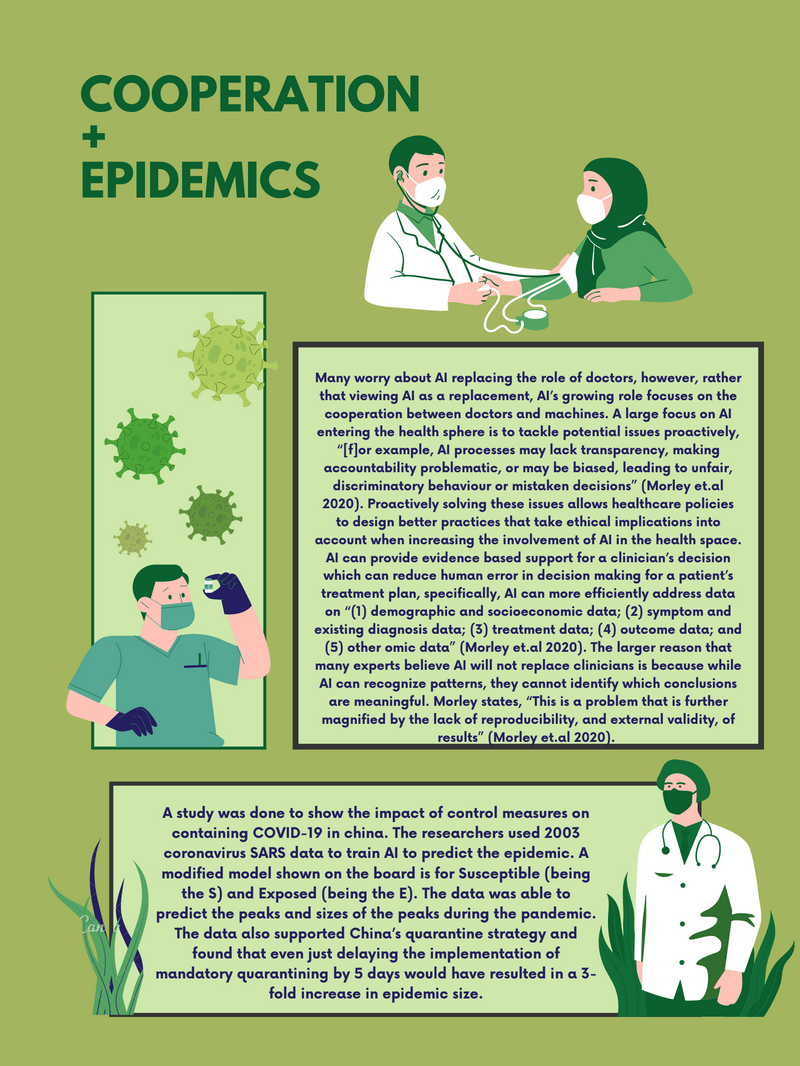 COOPERATION
+
EPIDEMICS
Many worry about AI replacing the role of doctors, however, rather
that viewing AI as a replacement, AI's growing role focuses on the
cooperation between doctors and machines. A large focus on AI
entering the health sphere is to tackle potential issues proactively,
“[f]or example, AI processes may lack transparency, making
accountability problematic, or may be biased, leading to unfair,
discriminatory behaviour or mistaken decisions” (Morley et.al
2020). Proactively solving these issues allows healthcare policies
to design better practices that take ethical implications into
account when increasing the involvement of AI in the health space.
AI can provide evidence based support for a clinician's decision
which can reduce human error in decision making for a patient's
treatment plan, specifically, AI can more efficiently address data
on “(1) demographic and socioeconomic data; (2) symptom and
existing diagnosis data; (3) treatment data; (4) outcome data; and
(5) other omic data” (Morley et.al 2020). The larger reason that
many experts believe AI will not replace clinicians is because while
AI can recognize patterns, they cannot identify which conclusions
are meaningful. Morley states, “This is a problem that is further
magnified by the lack of reproducibility, and external validity, of
results” (Morley et.al 2020).
A study was done to show the impact of control measures on
containing COVID-19 in china. The researchers used 2003
coronavirus SARS data to train AI to predict the epidemic. A
modified model shown on the board is for Susceptible (being
the S) and Exposed (being the E). The data was able to
predict the peaks and sizes of the peaks during the pandemic.
The data also supported China's quarantine strategy and
found that even just delaying the implementation of
mandatory quarantining by 5 days would have resulted in a 3-
fold increase in epidemic size.